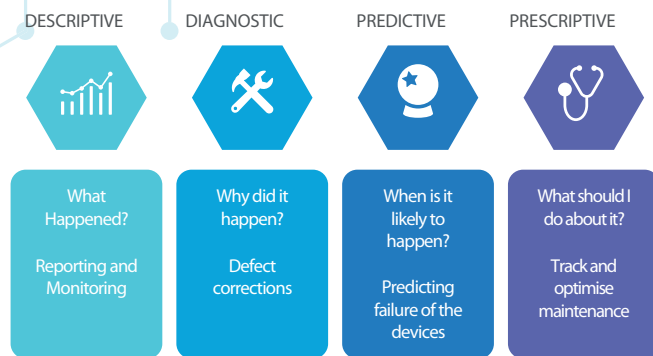 DESCRIPTIVE
DIAGNOSTIC
PREDICTIVE
PRESCRIPTIVE
What
Happened?
Reporting and
Monitoring
Why did it
happen?
Defect
corrections
When is it
likely to
happen?
Predicting
failure of the
devices
What should I
do about it?
Track and
optimise
maintenance